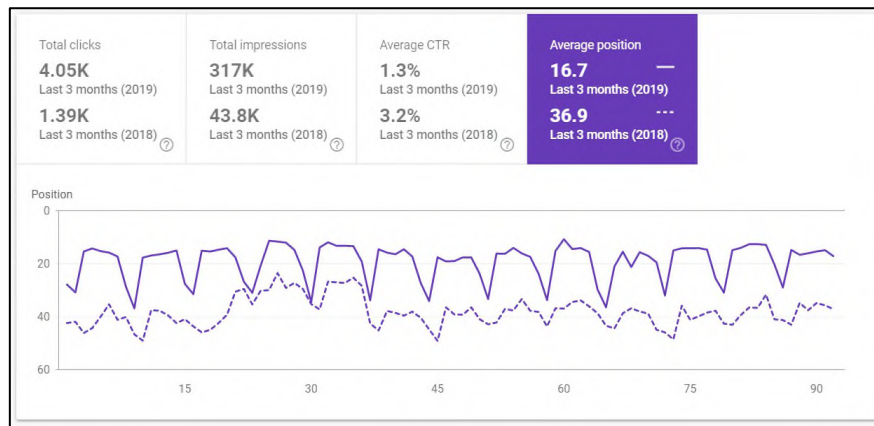 Total clicks
4.05K
Last 3 months (2019)
1.39K
Last 3 months (2018)
Total impressions
317K
Last 3 months (2019)
43.8K
Last 3 months (2018)
Average CTR
1.3%
Last 3 months (2019)
3.2%
Last 3 months (2018)
Average position
16.7
Last 3 months (2019)
36.9
Last 3 months (2018)
Position
0
20
40
60
15
30
45
60
75
90